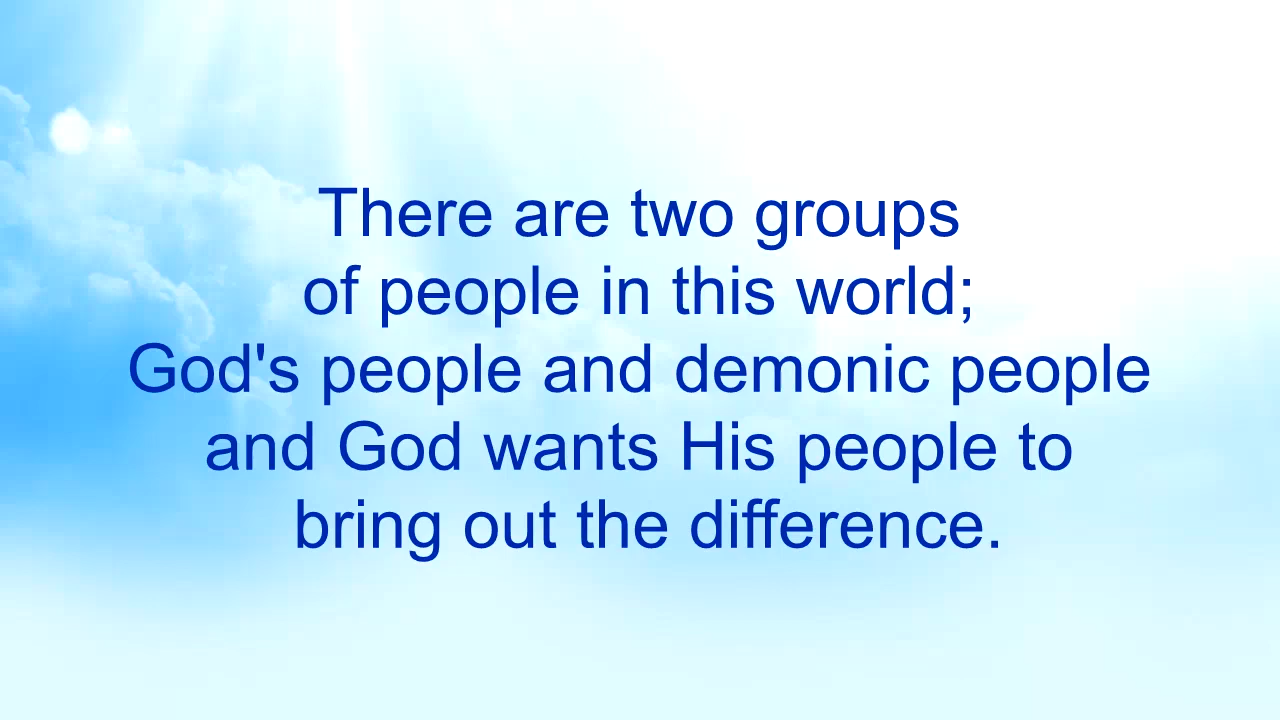 There are two groups
of people in this world;
God's people and demonic people
and God wants His people to
bring out the difference.